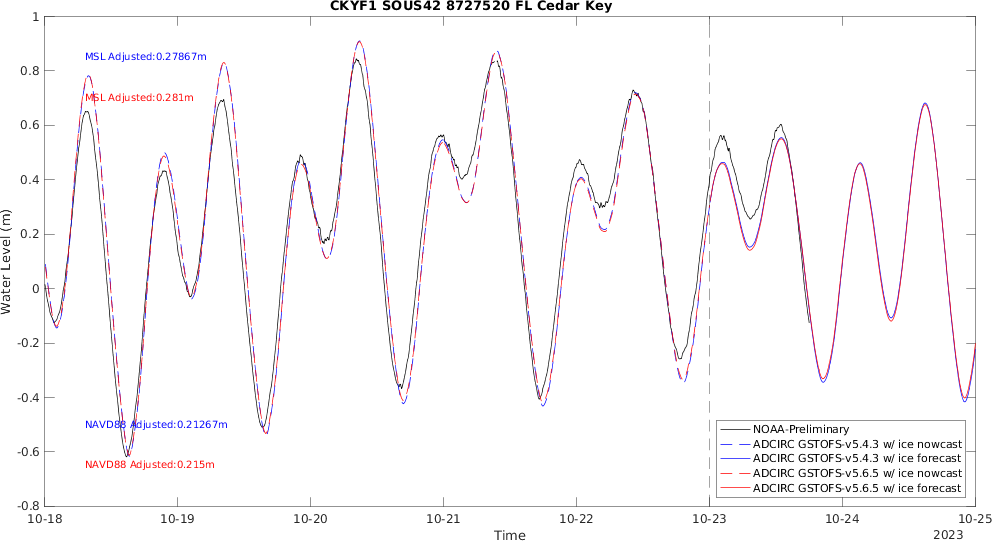 CKYF1 SOUS42 8727520 FL Cedar Key
1
0.8
0.6
0.4
0.2
0
-0.2
-0.4
-0.6
-0.8
Water Level (m)
MSL Adjusted:0.27867m
MSL Adjusted:0.281m
NAVD88 Adjusted:0.21267m
NAVD88 Adjusted:0.215m
NOAA-Preliminary
ADCIRC GSTOFS-v5.4.3 w/ ice nowcast
ADCIRC GSTOFS-v5.4.3 w/ ice forecast
ADCIRC GSTOFS-v5.6.5 w/ ice nowcast
ADCIRC GSTOFS-v5.6.5 w/ ice forecast
10-18 10-19 10-20 10-21 10-22 10-23 10-24 10-25
Time
2023